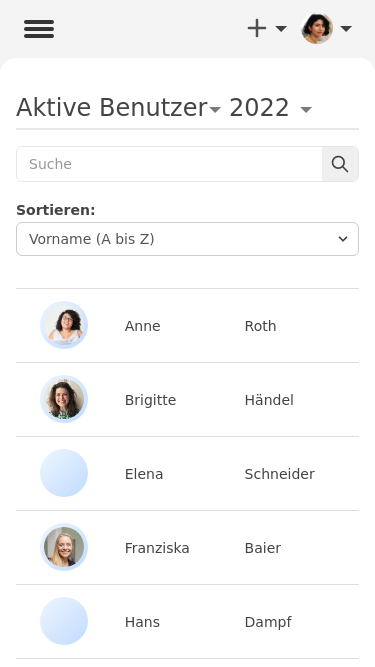 Aktive Benutzer 2022
Suche
Sortieren:
Vorname (A bis Z)
Anne Roth
Brigitte Händel
Elena Schneider
Franziska Baier
Hans Dampf